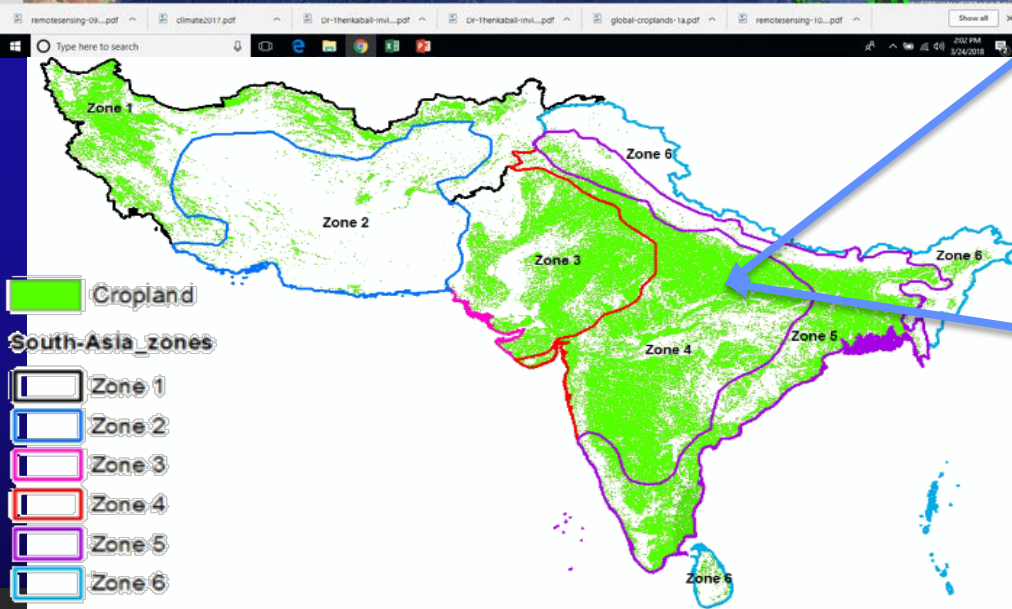 remotesensing-09....pdf
climate2017.pdf
Dr-Thenkabail-invi....pdf
Dr-Thenkabail-invi....pdf
global-croplands-1a.pdf
remotesensing-10....pdf
Show all
Type here to search
2:02 PM
3/24/2018
2
Zone 1
Zone 6
Zone 2
Zone 3
Zone 6
Zone 4
Zone 5
Zone 6
Cropland
South-Asia_zones
Zone 1
Zone 2
Zone 3
Zone 4
Zone 5
Zone 6